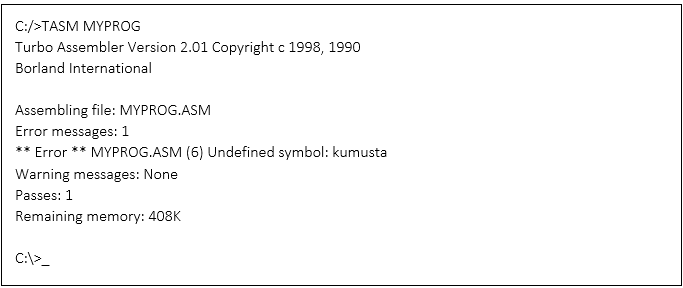 C:/>TASM MYPROG
Turbo Assembler Version 2.01 Copyright c 1998, 1990
Borland International
Assembling file: MYPROG.ASM
Error messages: 1
** Error ** MYPROG.ASM (6) Undefined symbol: kumusta
Warning messages: None
Passes: 1
Remaining memory: 408K
C:\>_